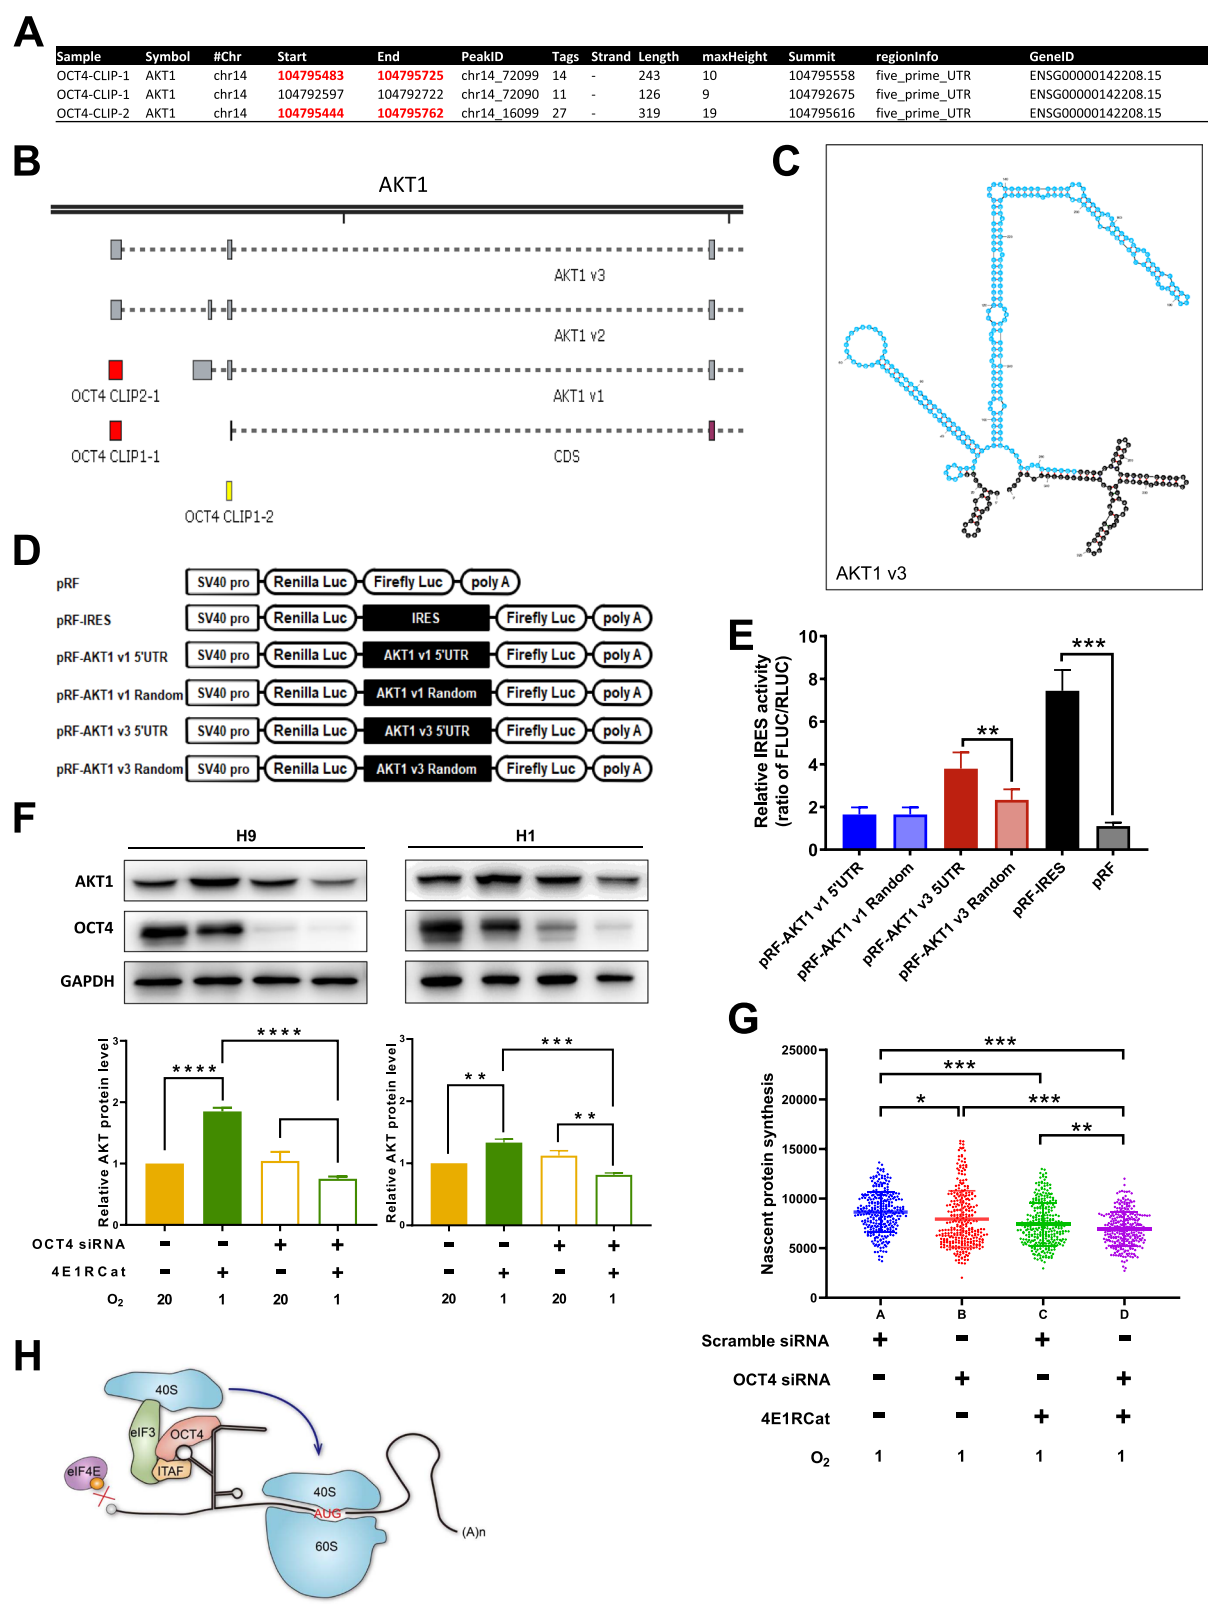 A
Sample Symbol #Chr Start End PeakID Tags Strand Length maxHeight Summit regionInfo GeneID
OCT4-CLIP-1 AKT1 chr14 104795483 104795725 chr14_72099 14 - 243 10 104795558 five_prime_UTR ENSG00000142208.15
OCT4-CLIP-1 AKT1 chr14 104792597 104792722 chr14_72090 11 - 126 9 104792675 five_prime_UTR ENSG00000142208.15
OCT4-CLIP-2 AKT1 chr14 104795444 104795762 chr14_16099 27 - 319 19 104795616 five_prime_UTR ENSG00000142208.15
B
AKT1
AKT1 v3
AKT1 v2
OCT4 CLIP2-1
AKT1 v1
OCT4 CLIP1-1
CDS
OCT4 CLIP1-2
C
AKT1 v3
D
pRF SV40 pro Renilla Luc Firefly Luc poly A
pRF-IRES SV40 pro Renilla Luc IRES Firefly Luc poly A
pRF-AKT1 v1 5'UTR SV40 pro Renilla Luc AKT1 v1 5'UTR Firefly Luc poly A
pRF-AKT1 v1 Random SV40 pro Renilla Luc AKT1 v1 Random Firefly Luc poly A
pRF-AKT1 v3 5'UTR SV40 pro Renilla Luc AKT1 v3 5'UTR Firefly Luc poly A
pRF-AKT1 v3 Random SV40 pro Renilla Luc AKT1 v3 Random Firefly Luc poly A
E
Relative IRES activity
(ratio of FLUC/RLUC)
10
8
6
4
2
0
***
**
pRF-AKT1 v1 5'UTR
pRF-AKT1 v1 Random
pRF-AKT1 v3 5UTR
pRF-AKT1 v3 Random
pRF-IRES
pRF
F
H9 H1
AKT1
OCT4
GAPDH
Relative AKT protein level
3
2
1
0
****
****
Relative AKT protein level
3
2
1
0
***
**
**
OCT4 siRNA - - + + - - + +
4E1RCat - + - + - + - +
O2 20 1 20 1 20 1 20 1
G
Nascent protein synthesis
25000
20000
15000
10000
5000
0
***
***
* ***
**
A B C D
Scramble siRNA + - + -
OCT4 siRNA - + - +
4E1RCat - - + +
O2 1 1 1 1
H
40S
eIF3
OCT4
ITAF
eIF4E
40S
AUG
60S
(A)n